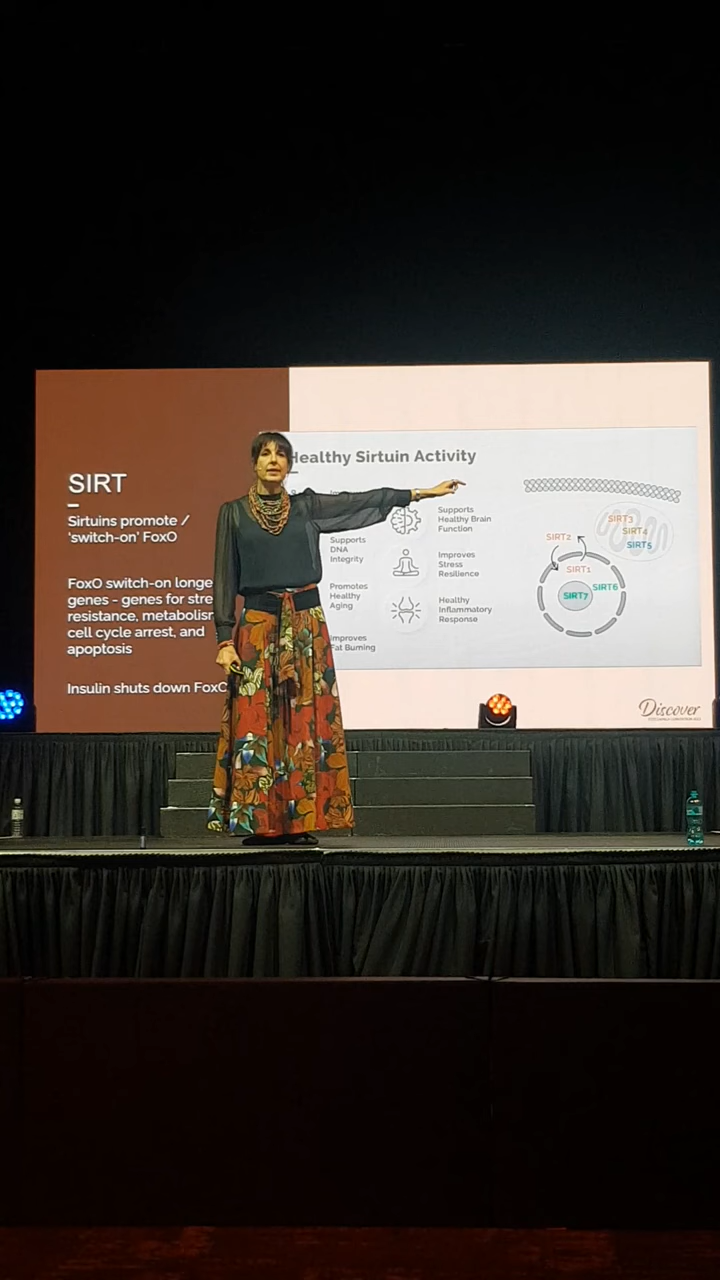 SIRT
Sirtuins promote /
'switch-on' FoxO
FoxO switch-on longe
genes - genes for stre
resistance, metabolism
cell cycle arrest, and
apoptosis
Insulin shuts down FoxO
Healthy Sirtuin Activity
Supports
DNA
Integrity
Promotes
Healthy
Aging
Improves
Fat Burning
Supports
Healthy Brain
Function
Improves
Stress
Resilience
Healthy
Inflammatory
Response
SIRT3
SIRT4
SIRT5
SIRT2
SIRT1
SIRT6
SIRT7
Discover